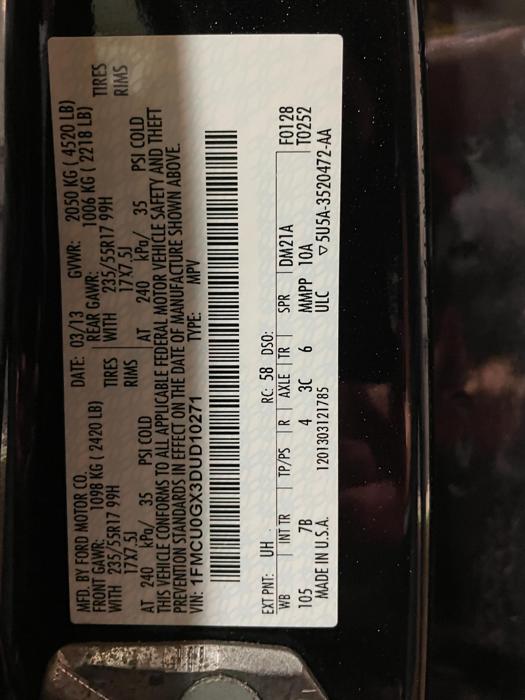 MFD. BY FORD MOTOR CO. DATE: 03/13 GVWR: 2050 KG ( 4520 LB)
FRONT GAWR: 1098 KG ( 2420 LB) REAR GAWR: 1006 KG ( 2218 LB)
WITH 235/55R17 99H TIRES WITH 235/55R17 99H TIRES
17X7.5J RIMS 17X7.5J RIMS
AT 240 kPa/ 35 PSI COLD AT 240 kPa/ 35 PSI COLD
THIS VEHICLE CONFORMS TO ALL APPLICABLE FEDERAL MOTOR VEHICLE SAFETY AND THEFT
PREVENTION STANDARDS IN EFFECT ON THE DATE OF MANUFACTURE SHOWN ABOVE.
VIN: 1FMCU0GX3DUD10271 TYPE: MPV
EXT PNT: UH RC: 58 DSO: F0128
WB INT TR TP/PS R AXLE TR SPR DM21A T0252
105 7B 4 3C 6 MMPP 10A
MADE IN U.S.A. 1201303121785 ULC ▽5U5A-3520472-AA